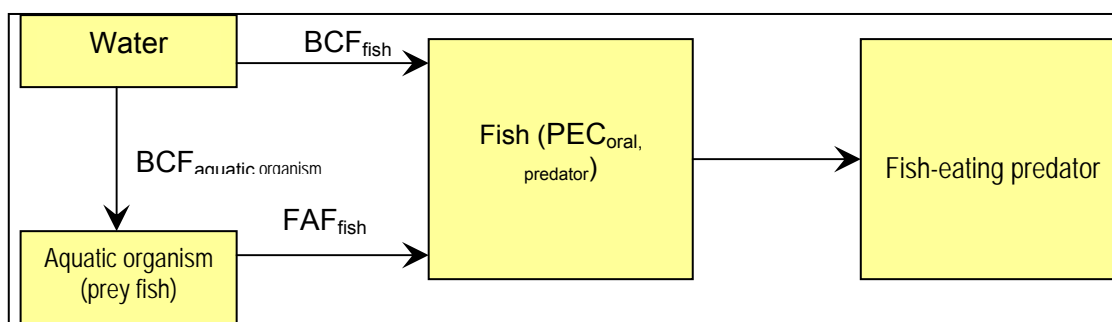 Water
BCFfish
BCFaquatic organism
Fish (PECoral,
predator)
Fish-eating predator
FAFfish
Aquatic organism
(prey fish)